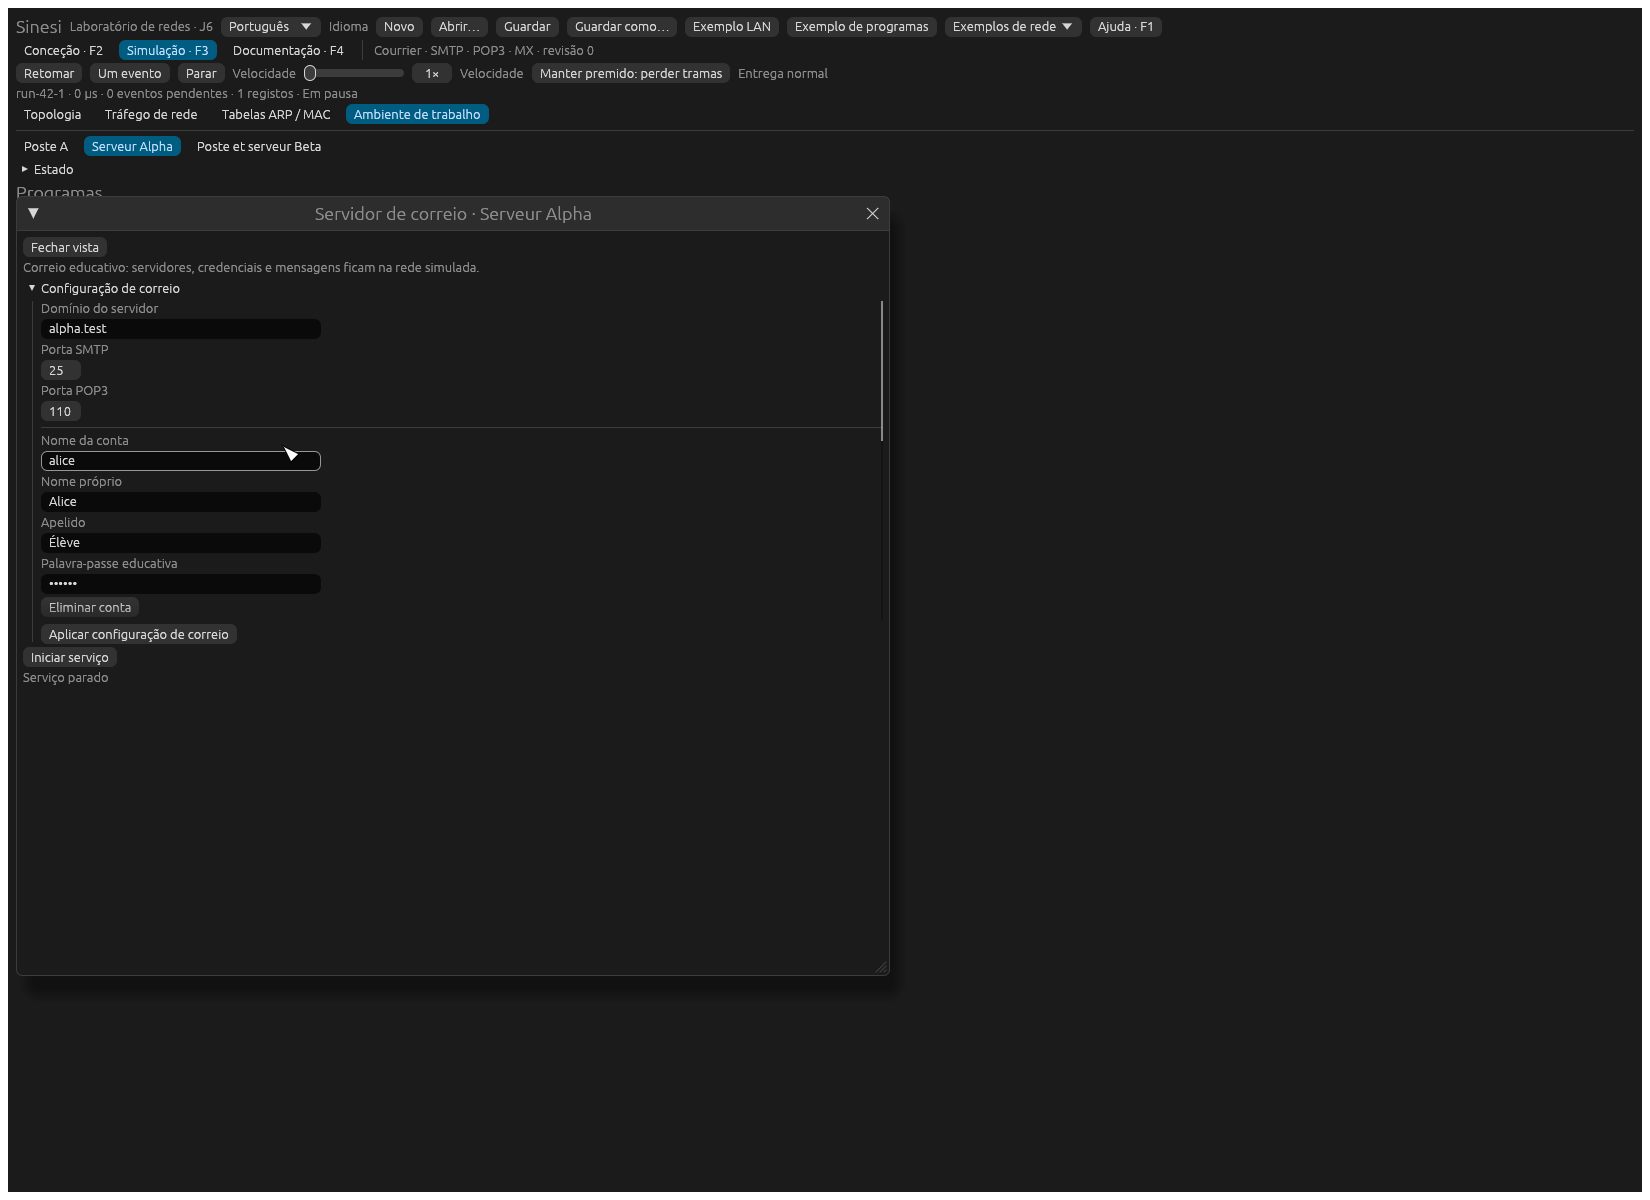 Sinesi Laboratório de redes · J6 Português Idioma Novo Abrir... Guardar Guardar como... Exemplo LAN Exemplo de programas Exemplos de rede Ajuda · F1
Conceção · F2 Simulação · F3 Documentação · F4 Courrier · SMTP · POP3 · MX · revisão 0
Retomar Um evento Parar Velocidade 1× Velocidade Manter premido: perder tramas Entrega normal
run-42-1 · 0 µs · 0 eventos pendentes · 1 registos · Em pausa
Topologia Tráfego de rede Tabelas ARP / MAC Ambiente de trabalho
Poste A Serveur Alpha Poste et serveur Beta
Estado
Programas
Servidor de correio · Serveur Alpha
Fechar vista
Correio educativo: servidores, credenciais e mensagens ficam na rede simulada.
Configuração de correio
Domínio do servidor
alpha.test
Porta SMTP
25
Porta POP3
110
Nome da conta
alice
Nome próprio
Alice
Apelido
Élève
Palavra-passe educativa
••••••
Eliminar conta
Aplicar configuração de correio
Iniciar serviço
Serviço parado